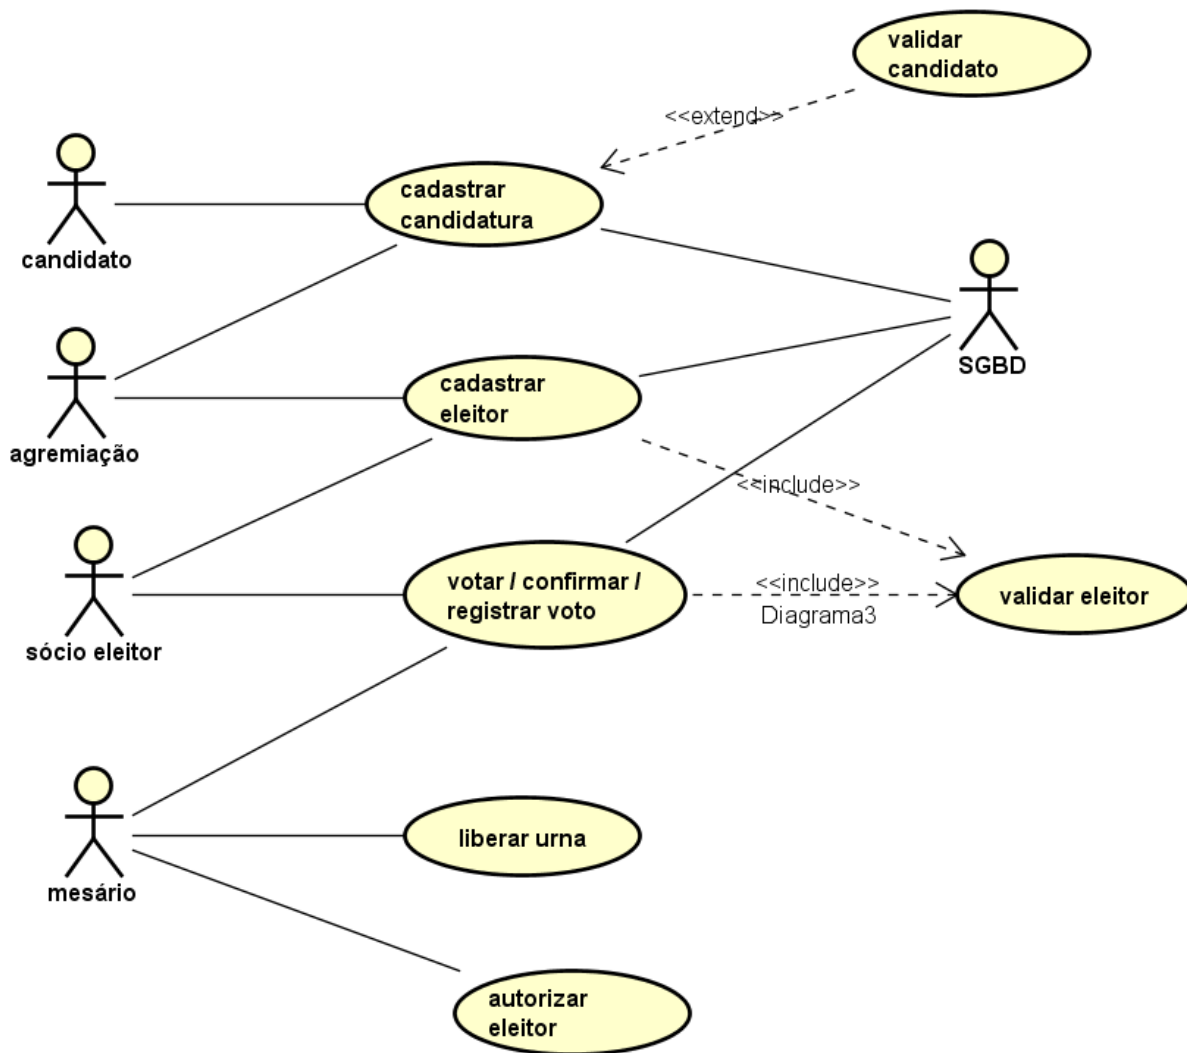 validar
candidato
<<extend>>
cadastrar
candidatura
candidato
SGBD
cadastrar
eleitor
agremiação
<<include>>
votar / confirmar /
registrar voto
<<include>>
Diagrama3
validar eleitor
sócio eleitor
liberar urna
mesário
autorizar
eleitor